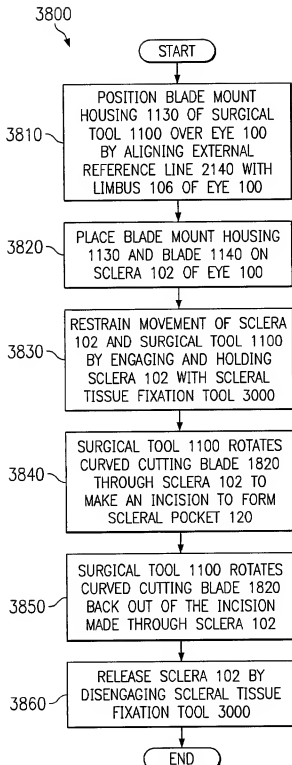 3800
START
3810
POSITION BLADE MOUNT
HOUSING 1130 OF SURGICAL
TOOL 1100 OVER EYE 100
BY ALIGNING EXTERNAL
REFERENCE LINE 2140 WITH
LIMBUS 106 OF EYE 100
3820
PLACE BLADE MOUNT HOUSING
1130 AND BLADE 1140 ON
SCLERA 102 OF EYE 100
3830
RESTRAIN MOVEMENT OF SCLERA
102 AND SURGICAL TOOL 1100
BY ENGAGING AND HOLDING
SCLERA 102 WITH SCLERAL
TISSUE FIXATION TOOL 3000
3840
SURGICAL TOOL 1100 ROTATES
CURVED CUTTING BLADE 1820
THROUGH SCLERA 102 TO
MAKE AN INCISION TO FORM
SCLERAL POCKET 120
3850
SURGICAL TOOL 1100 ROTATES
CURVED CUTTING BLADE 1820
BACK OUT OF THE INCISION
MADE THROUGH SCLERA 102
3860
RELEASE SCLERA 102 BY
DISENGAGING SCLERAL TISSUE
FIXATION TOOL 3000
END